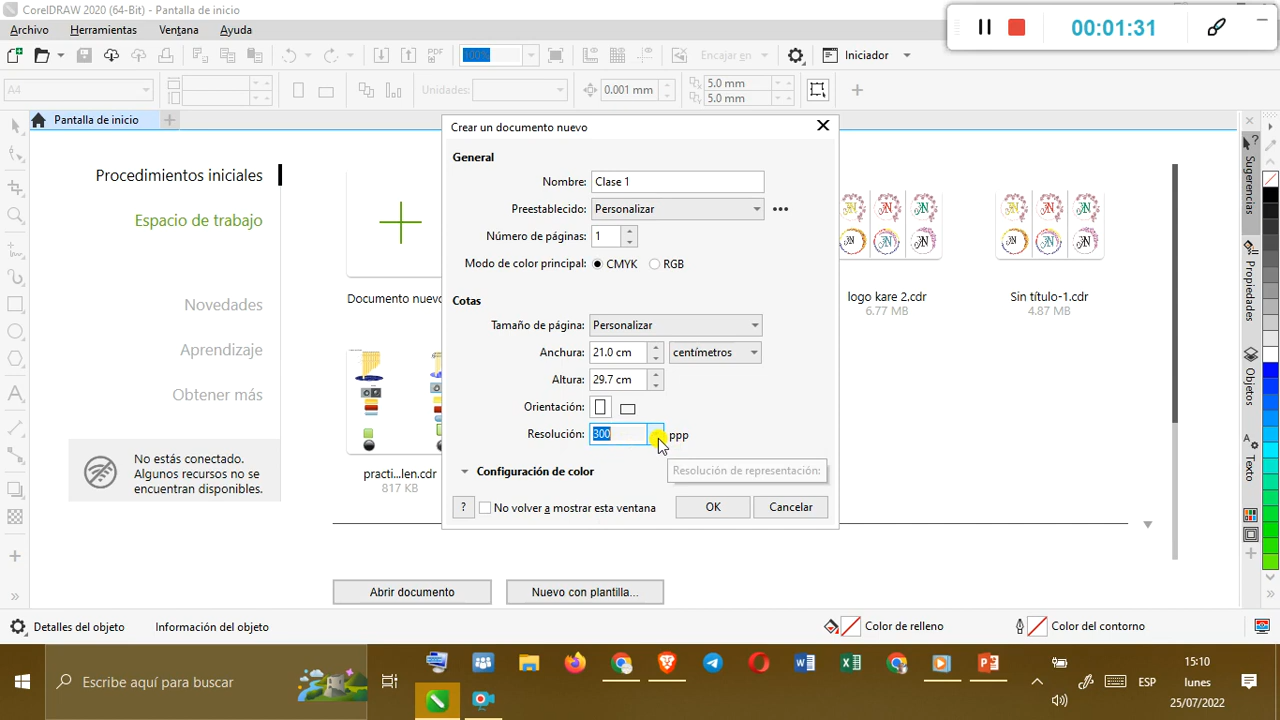 CorelDRAW 2020 (64-Bit) - Pantalla de inicio
00:01:31
Archivo Herramientas Ventana Ayuda
PDF 100% Encajar en Iniciador
A4 Unidades: 0.001 mm 5.0 mm
5.0 mm
Pantalla de inicio
Crear un documento nuevo
Procedimientos iniciales
Espacio de trabajo
Novedades
Aprendizaje
Obtener más
No estás conectado.
Algunos recursos no se
encuentran disponibles.
Documento nuevo
practi...len.cdr
817 KB
General
Nombre: Clase 1
Preestablecido: Personalizar
Número de páginas: 1
Modo de color principal: CMYK RGB
Cotas
Tamaño de página: Personalizar
Anchura: 21.0 cm centímetros
Altura: 29.7 cm
Orientación:
Resolución: 300 ppp
Resolución de representación:
Configuración de color
? No volver a mostrar esta ventana OK Cancelar
logo kare 2.cdr
6.77 MB
Sin título-1.cdr
4.87 MB
Sugerencias
Propiedades
Objetos
Texto
Abrir documento Nuevo con plantilla...
Detalles del objeto Información del objeto Color de relleno Color del contorno
Escribe aquí para buscar
ESP
15:10
lunes
25/07/2022